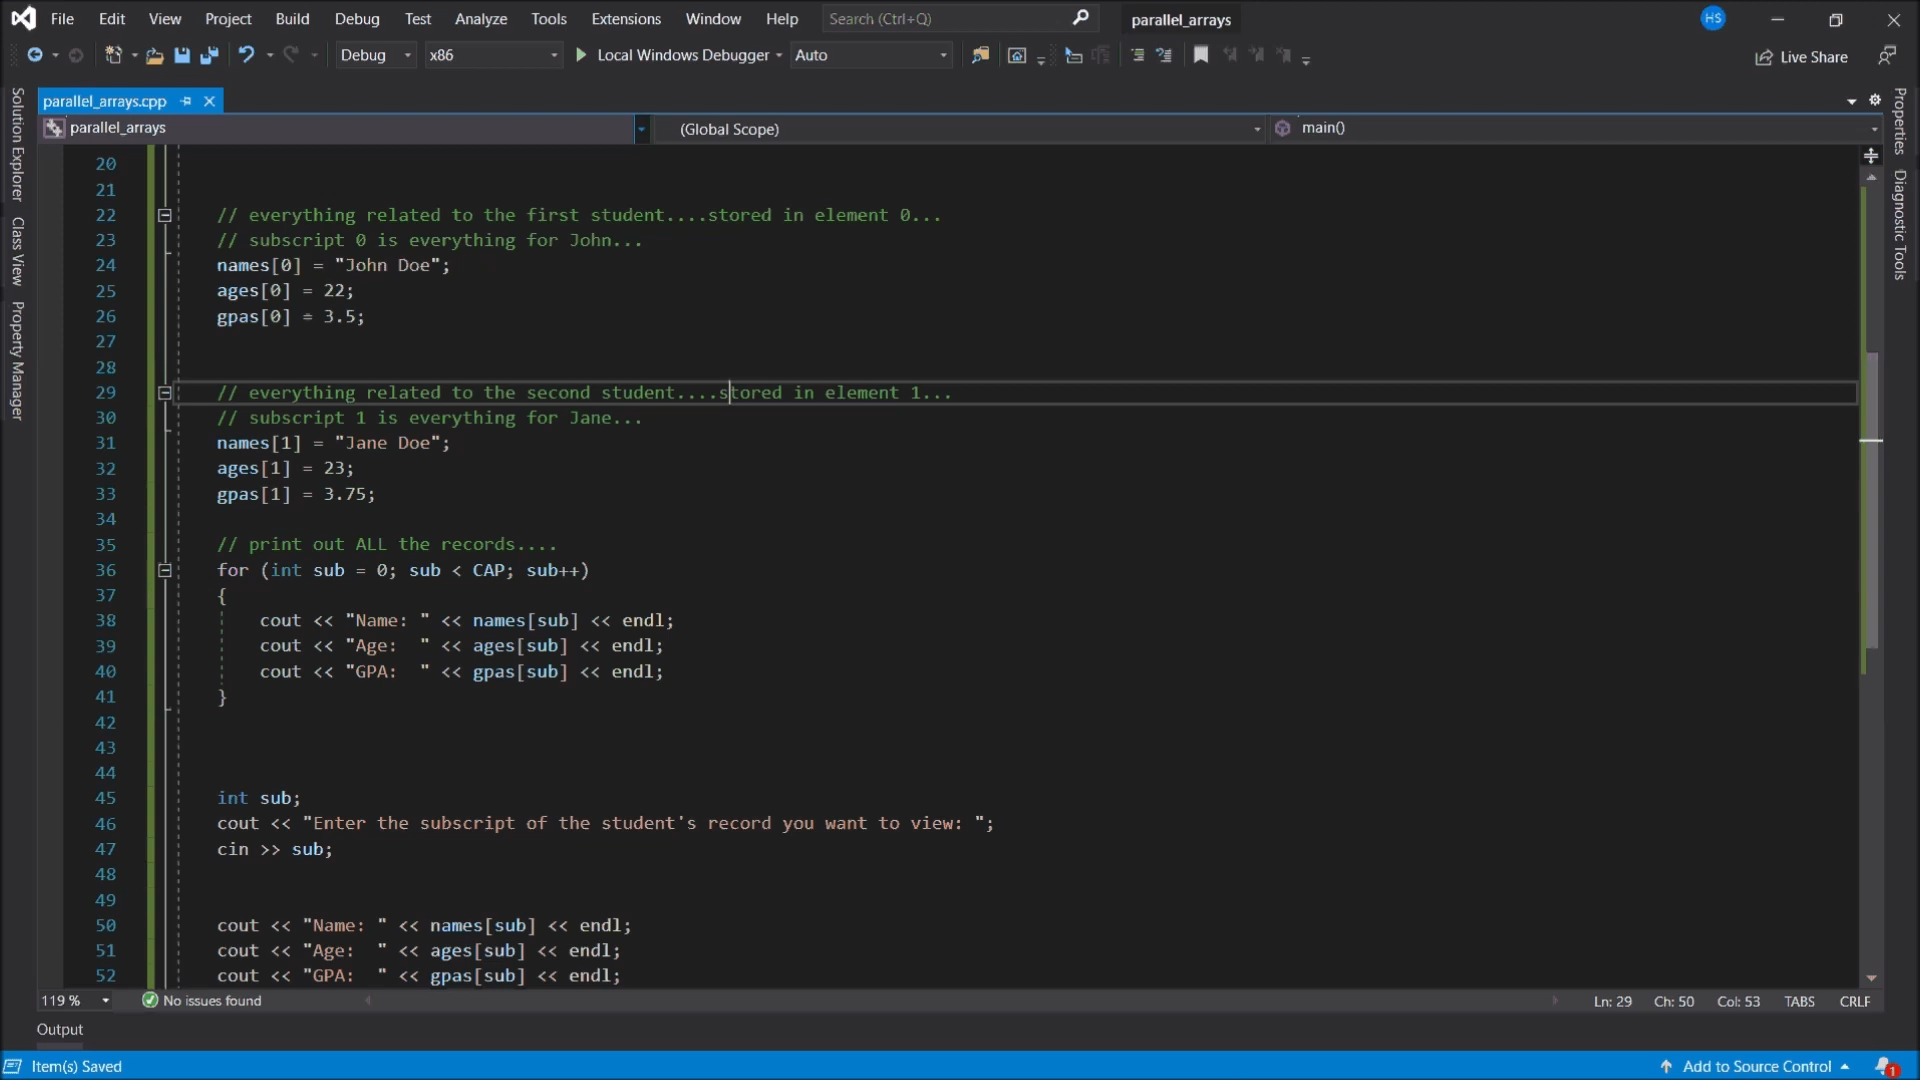 File Edit View Project Build Debug Test Analyze Tools Extensions Window Help Search (Ctrl+Q) parallel_arrays HS
Debug x86 Local Windows Debugger Auto Live Share
Solution Explorer
Class View
Property Manager
parallel_arrays.cpp
parallel_arrays (Global Scope) main()
Properties
Diagnostic Tools
20
21
22 // everything related to the first student....stored in element 0...
23 // subscript 0 is everything for John...
24 names[0] = "John Doe";
25 ages[0] = 22;
26 gpas[0] = 3.5;
27
28
29 // everything related to the second student....stored in element 1...
30 // subscript 1 is everything for Jane...
31 names[1] = "Jane Doe";
32 ages[1] = 23;
33 gpas[1] = 3.75;
34
35 // print out ALL the records....
36 for (int sub = 0; sub < CAP; sub++)
37 {
38 cout << "Name: " << names[sub] << endl;
39 cout << "Age:  " << ages[sub] << endl;
40 cout << "GPA:  " << gpas[sub] << endl;
41 }
42
43
44
45 int sub;
46 cout << "Enter the subscript of the student's record you want to view: ";
47 cin >> sub;
48
49
50 cout << "Name: " << names[sub] << endl;
51 cout << "Age:  " << ages[sub] << endl;
52 cout << "GPA:  " << gpas[sub] << endl;
119 % No issues found Ln: 29 Ch: 50 Col: 53 TABS CRLF
Output
Item(s) Saved Add to Source Control 1